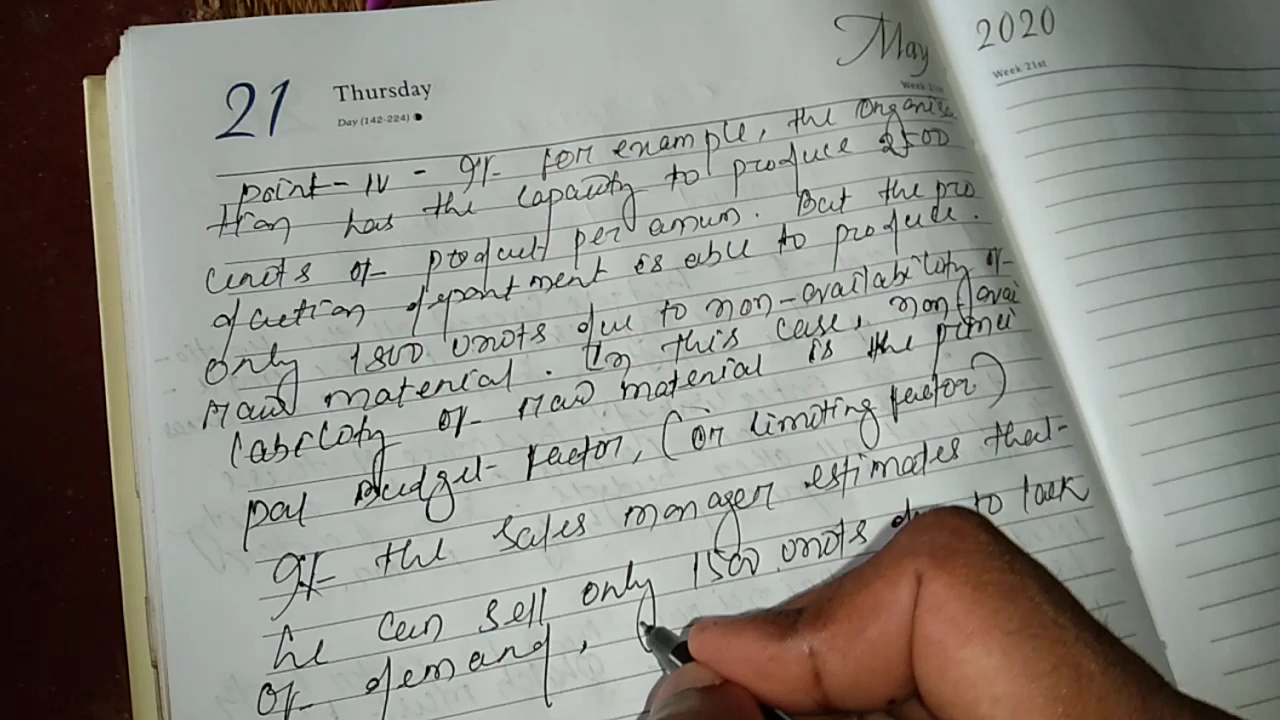 21 Thursday May 2020
Day (142-224) Week 21st Week 21st
point-IV - If for example, the organisa
tion has the capacity to produce 2500
units of product per annum. But the pro
duction department is able to produce.
only 1800 units due to non-availability of
raw material. In this case, non avai
lability of raw material is the princi
pal Budget factor, (or limiting factor)
If the sales manager estimates that
he can sell only 1500 units due to lack
of demand,